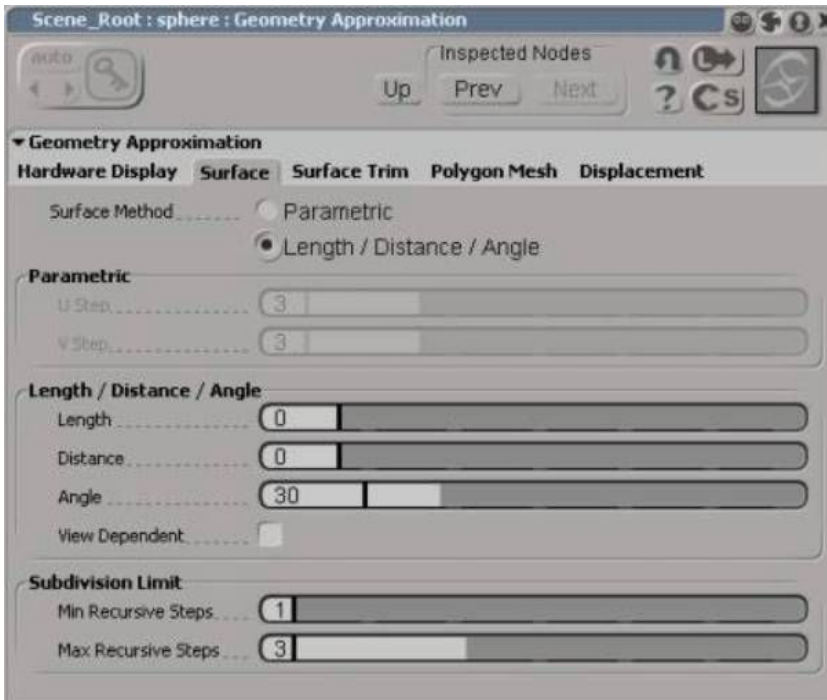 Scene_Root : sphere : Geometry Approximation
auto
Inspected Nodes
Up Prev Next
? C S
Geometry Approximation
Hardware Display Surface Surface Trim Polygon Mesh Displacement
Surface Method Parametric
Length / Distance / Angle
Parametric
U Step 3
V Step 3
Length / Distance / Angle
Length 0
Distance 0
Angle 30
View Dependent
Subdivision Limit
Min Recursive Steps 1
Max Recursive Steps 3